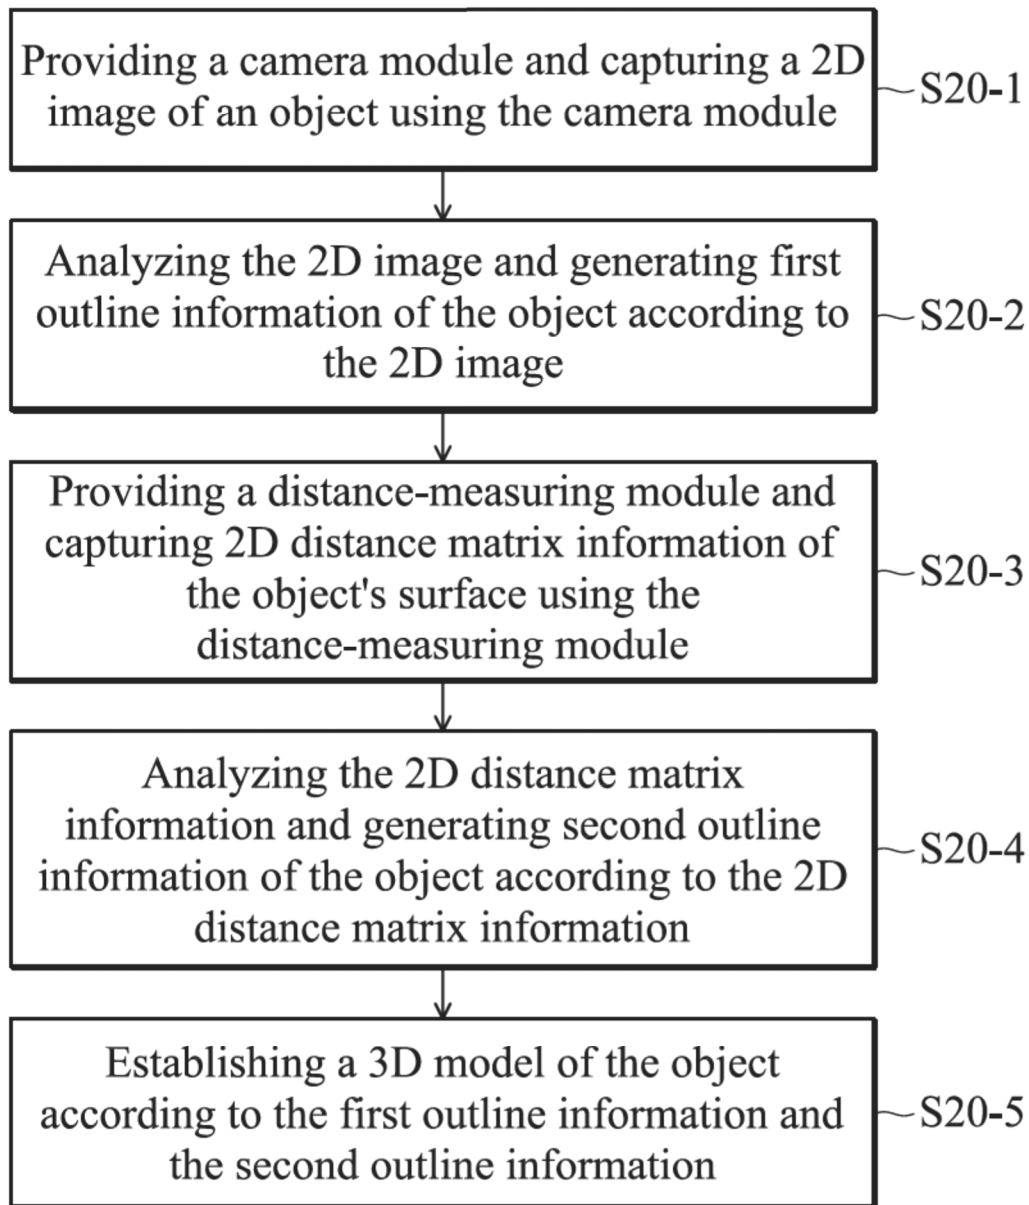 Providing a camera module and capturing a 2D
image of an object using the camera module
S20-1
Analyzing the 2D image and generating first
outline information of the object according to
the 2D image
S20-2
Providing a distance-measuring module and
capturing 2D distance matrix information of
the object's surface using the
distance-measuring module
S20-3
Analyzing the 2D distance matrix
information and generating second outline
information of the object according to the 2D
distance matrix information
S20-4
Establishing a 3D model of the object
according to the first outline information and
the second outline information
S20-5